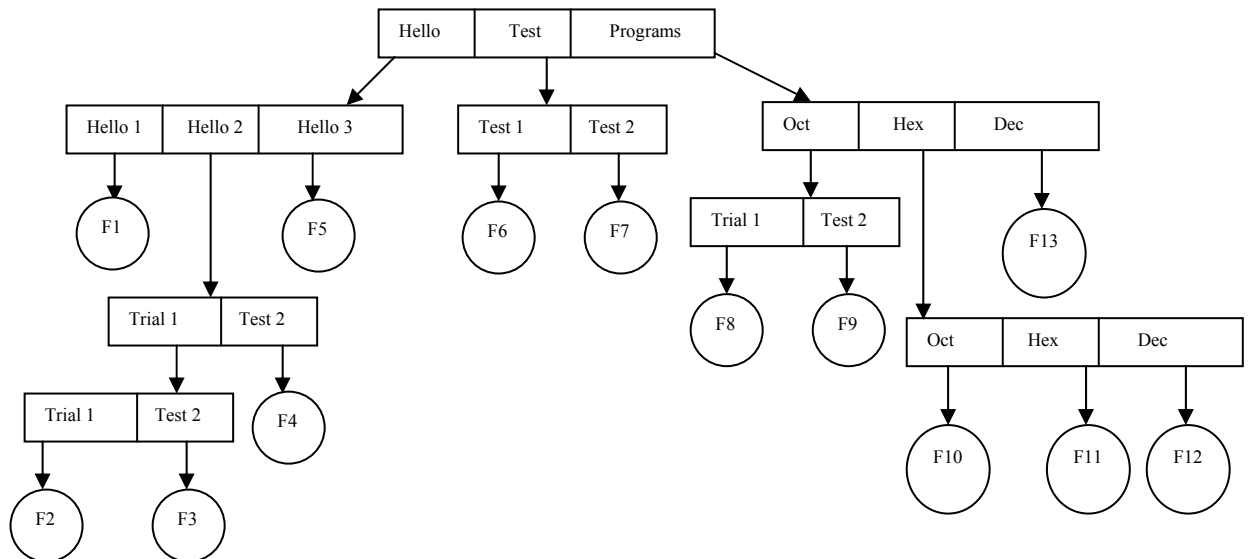 Hello Test Programs
Hello 1 Hello 2 Hello 3
Test 1 Test 2
Oct Hex Dec
F1
F5
F6
F7
Trial 1 Test 2
F13
Trial 1 Test 2
F8
F9
Oct Hex Dec
Trial 1 Test 2
F4
F10
F11
F12
F2
F3